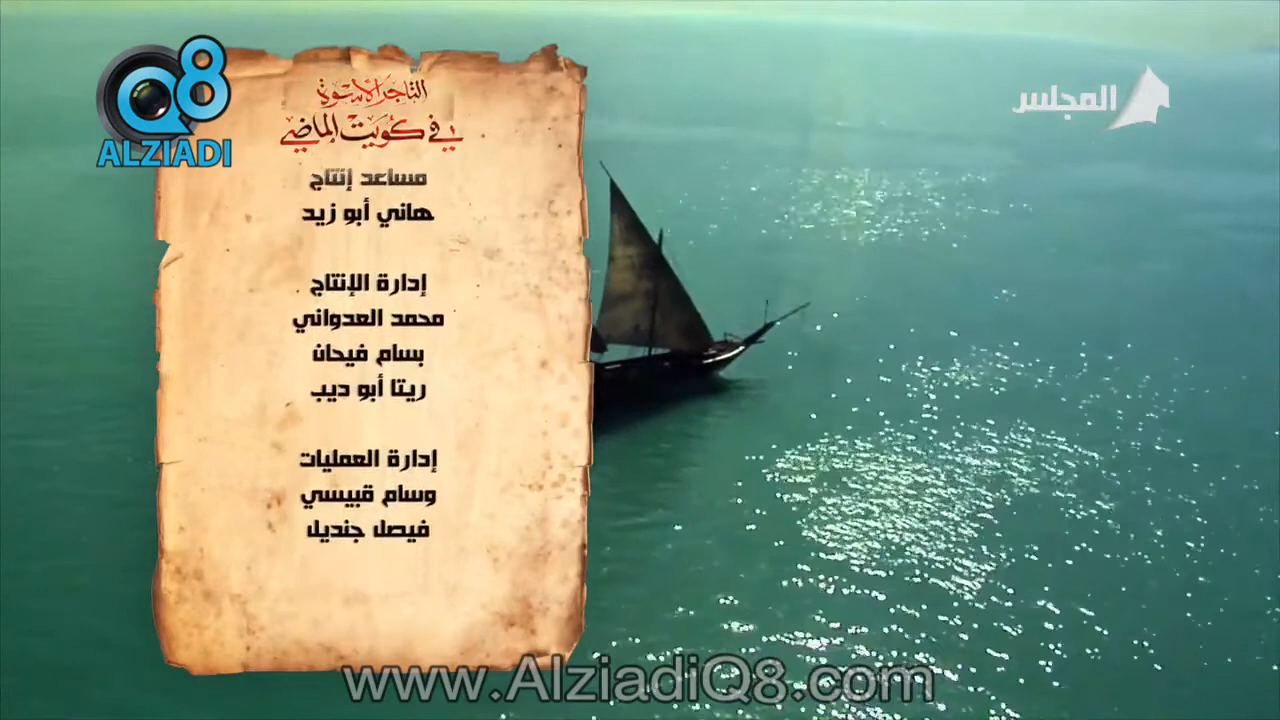 Q8
ALZIADI
المجلس
التاجر الأسوة
في كويت الماضي
مساعد إنتاج
هاني أبو زيد
إدارة الإنتاج
محمد العدواني
بسام فيحان
ريتا أبو ديب
إدارة العمليات
وسام قبيسي
فيصل جنديل
www.AlziadiQ8.com